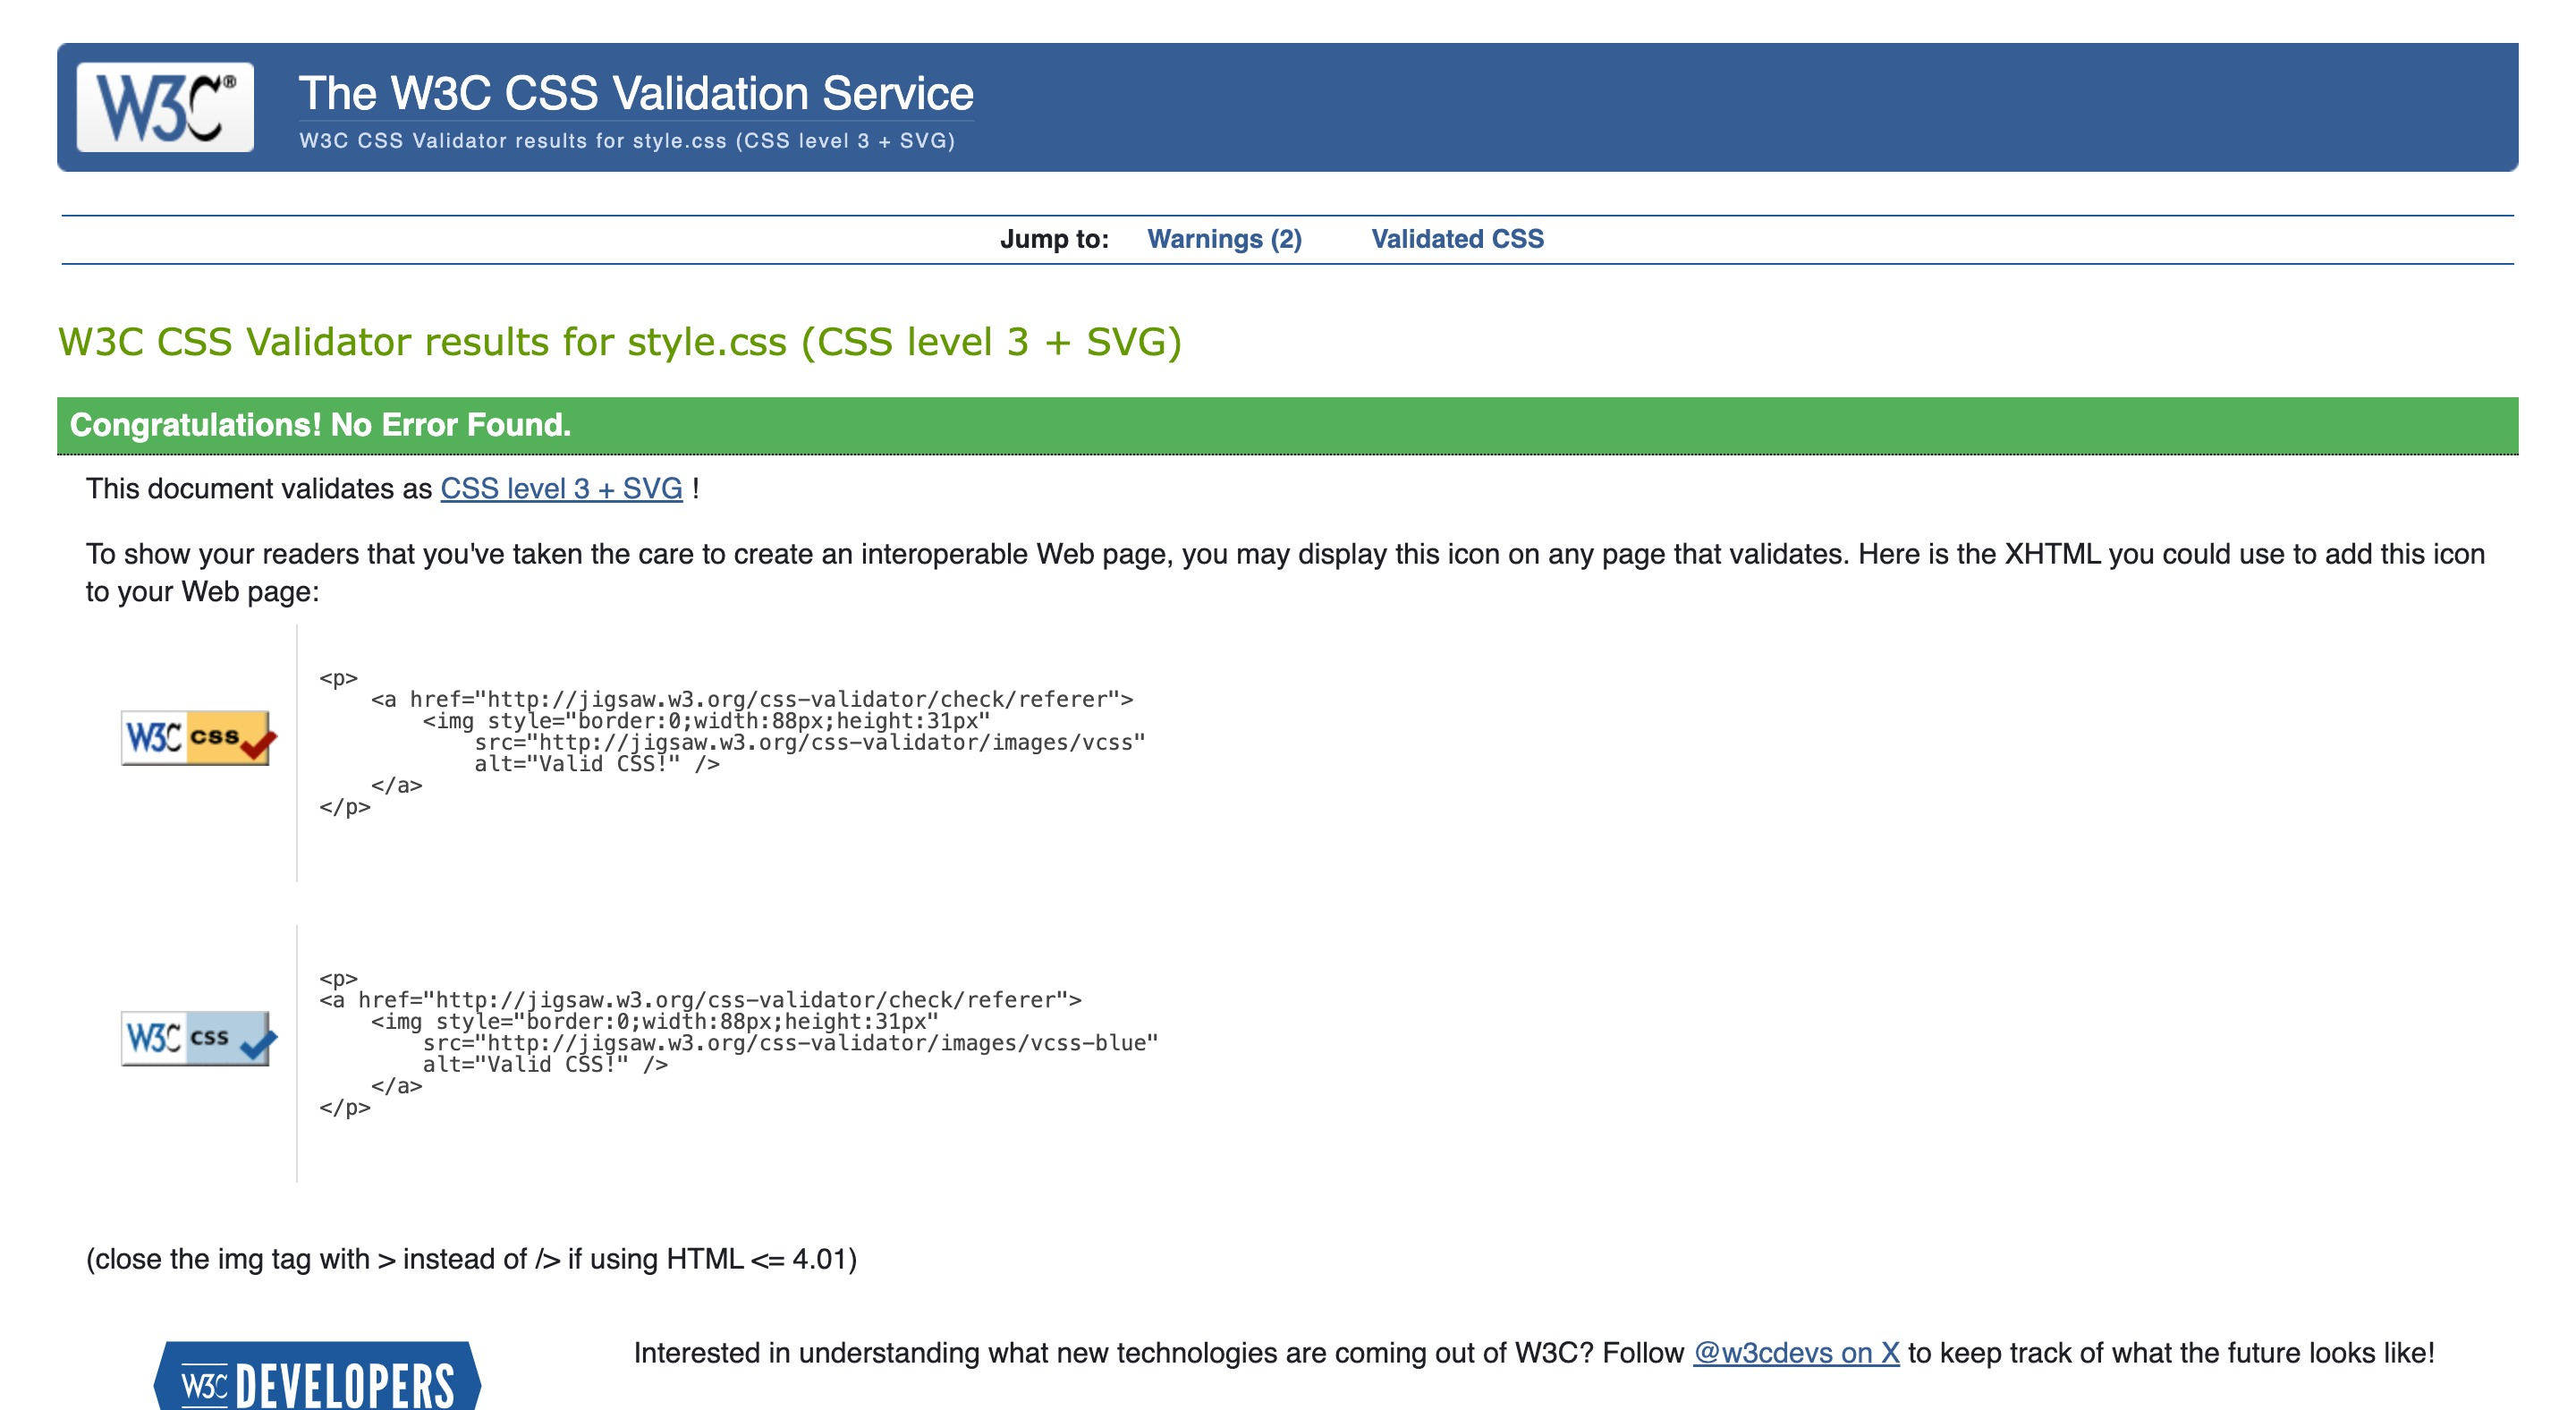 W3C®
The W3C CSS Validation Service
W3C CSS Validator results for style.css (CSS level 3 + SVG)
Jump to: Warnings (2) Validated CSS
W3C CSS Validator results for style.css (CSS level 3 + SVG)
Congratulations! No Error Found.
This document validates as CSS level 3 + SVG !
To show your readers that you've taken the care to create an interoperable Web page, you may display this icon on any page that validates. Here is the XHTML you could use to add this icon
to your Web page:
W3C css
<p>
    <a href="http://jigsaw.w3.org/css-validator/check/referer">
        <img style="border:0;width:88px;height:31px"
            src="http://jigsaw.w3.org/css-validator/images/vcss"
            alt="Valid CSS!" />
    </a>
</p>
W3C css
<p>
<a href="http://jigsaw.w3.org/css-validator/check/referer">
    <img style="border:0;width:88px;height:31px"
        src="http://jigsaw.w3.org/css-validator/images/vcss-blue"
        alt="Valid CSS!" />
    </a>
</p>
(close the img tag with > instead of /> if using HTML <= 4.01)
W3C DEVELOPERS
Interested in understanding what new technologies are coming out of W3C? Follow @w3cdevs on X to keep track of what the future looks like!